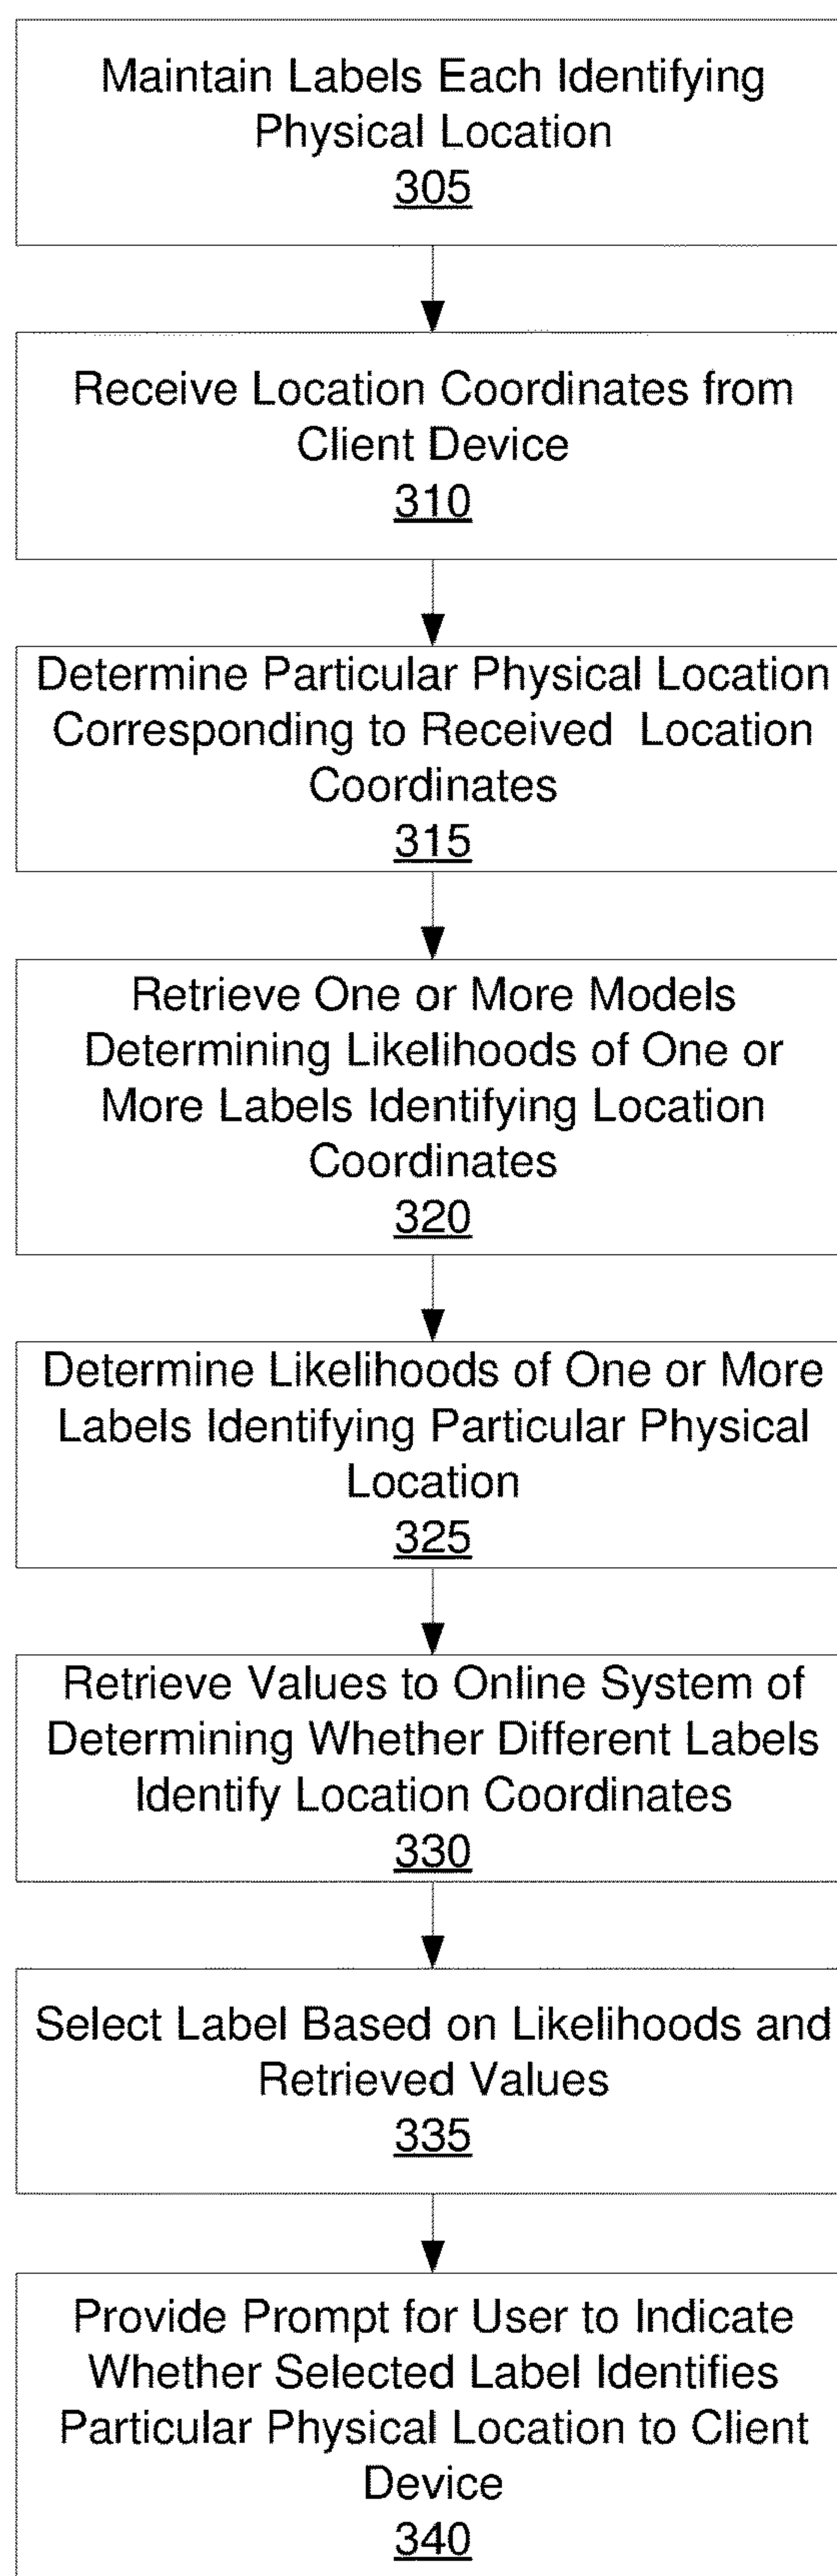 Maintain Labels Each Identifying
Physical Location
305
Receive Location Coordinates from
Client Device
310
Determine Particular Physical Location
Corresponding to Received Location
Coordinates
315
Retrieve One or More Models
Determining Likelihoods of One or
More Labels Identifying Location
Coordinates
320
Determine Likelihoods of One or More
Labels Identifying Particular Physical
Location
325
Retrieve Values to Online System of
Determining Whether Different Labels
Identify Location Coordinates
330
Select Label Based on Likelihoods and
Retrieved Values
335
Provide Prompt for User to Indicate
Whether Selected Label Identifies
Particular Physical Location to Client
Device
340